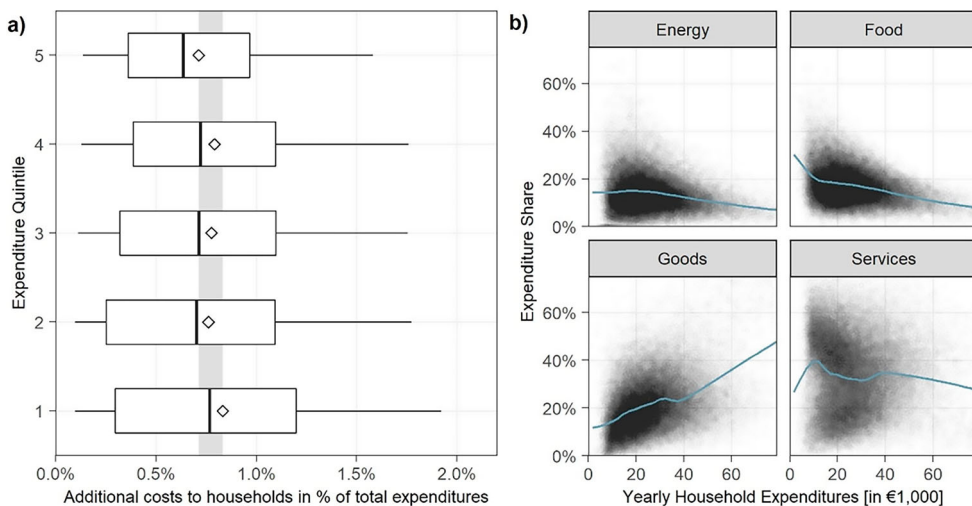 a)
Expenditure Quintile
5
4
3
2
1
0.0% 0.5% 1.0% 1.5% 2.0%
Additional costs to households in % of total expenditures
b)
Expenditure Share
Energy Food
60%
40%
20%
0%
Goods Services
60%
40%
20%
0%
0 20 40 60 0 20 40 60
Yearly Household Expenditures [in €1,000]